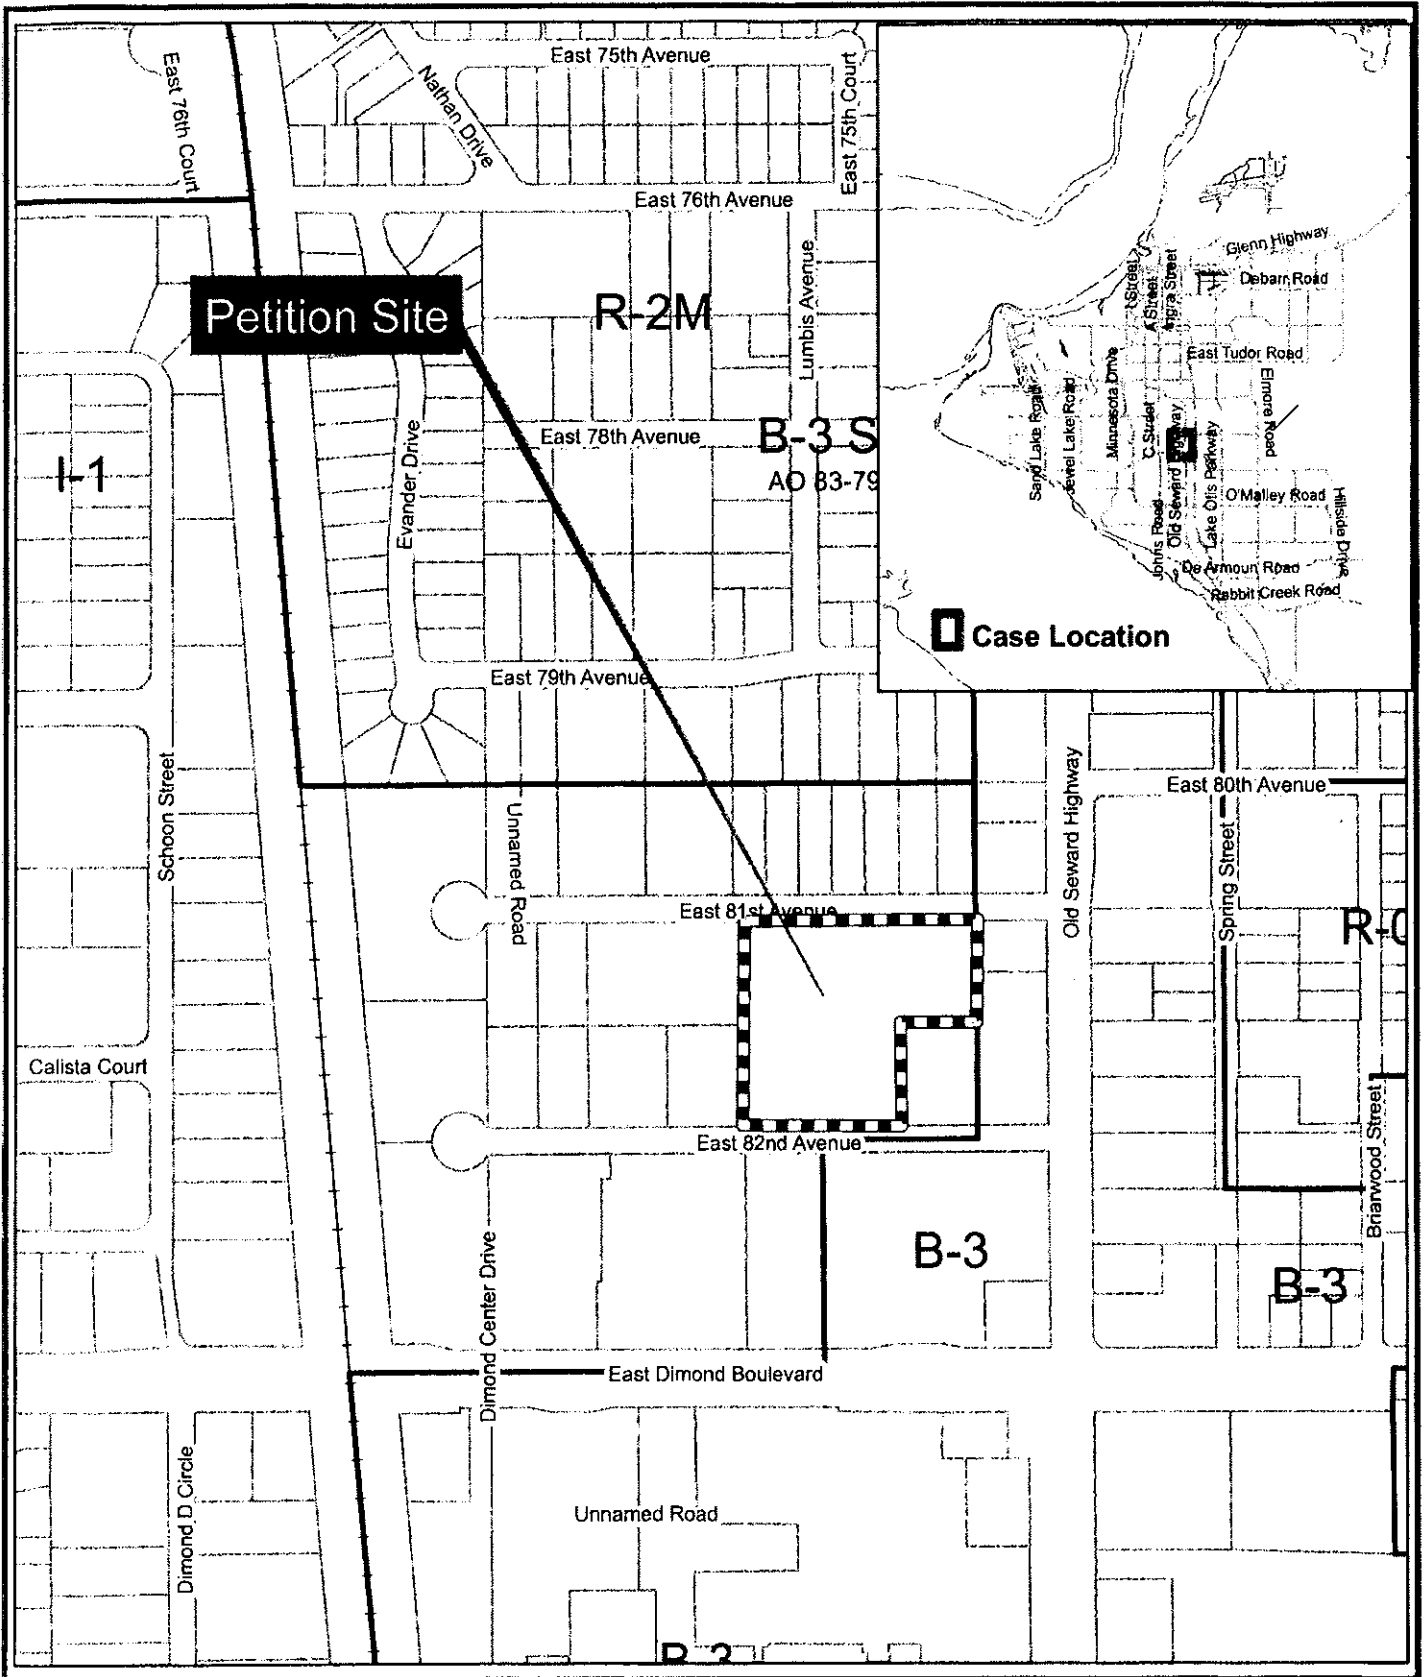 East 75th Avenue
East 76th Court
Nathan Drive
East 75th Court
East 76th Avenue
Petition Site
R-2M
Lumbis Avenue
Evander Drive
East 78th Avenue
B-3 S
AO 83-79
I-1
East 79th Avenue
Schoon Street
Unnamed Road
Old Seward Highway
East 80th Avenue
Spring Street
East 81st Avenue
Calista Court
East 82nd Avenue
Briarwood Street
B-3
B-3
Dimond Center Drive
East Dimond Boulevard
Dimond D Circle
Unnamed Road
Glenn Highway
Debarr Road
A Street
Ingra Street
East Tudor Road
Minnesota Drive
Elmore Road
Sand Lake Road
Jewel Lake Road
C Street
Old Seward Highway
Lake Otis Parkway
O'Malley Road
Hillside Drive
Johns Road
De Armoun Road
Rabbit Creek Road
Case Location